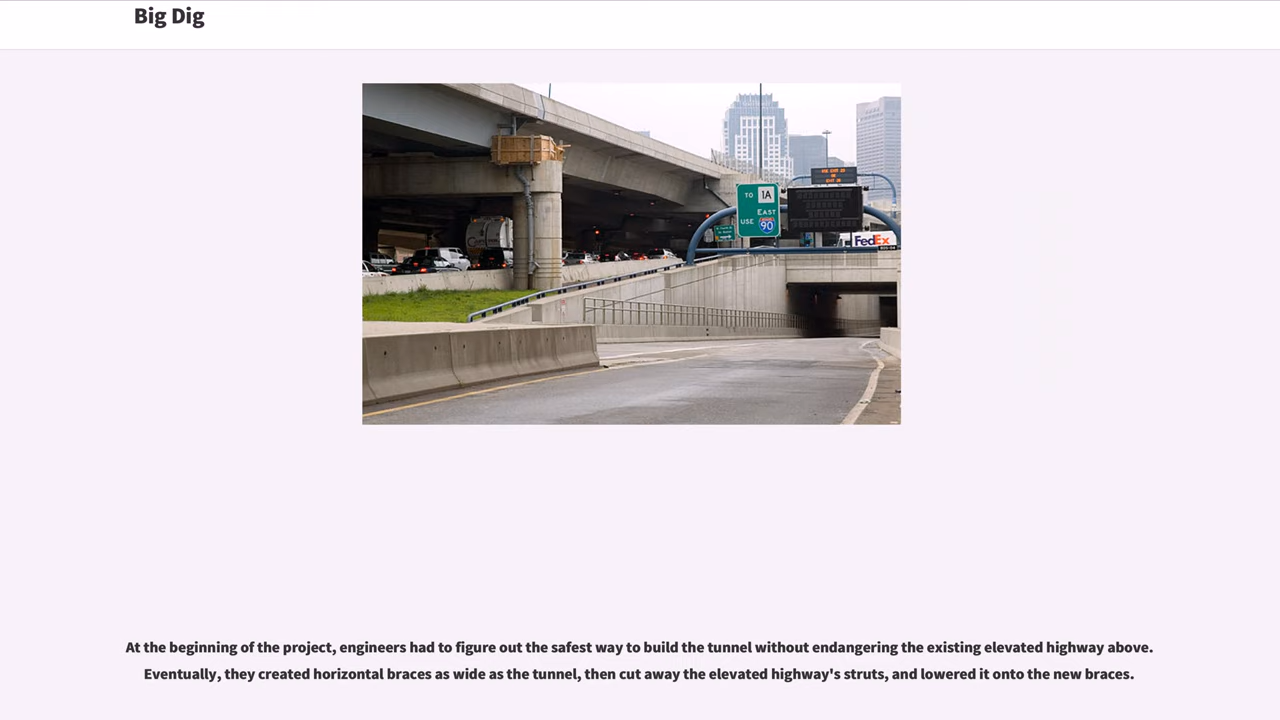 Big Dig
TO 1A
EAST
USE 90
FedEx
At the beginning of the project, engineers had to figure out the safest way to build the tunnel without endangering the existing elevated highway above.
Eventually, they created horizontal braces as wide as the tunnel, then cut away the elevated highway's struts, and lowered it onto the new braces.